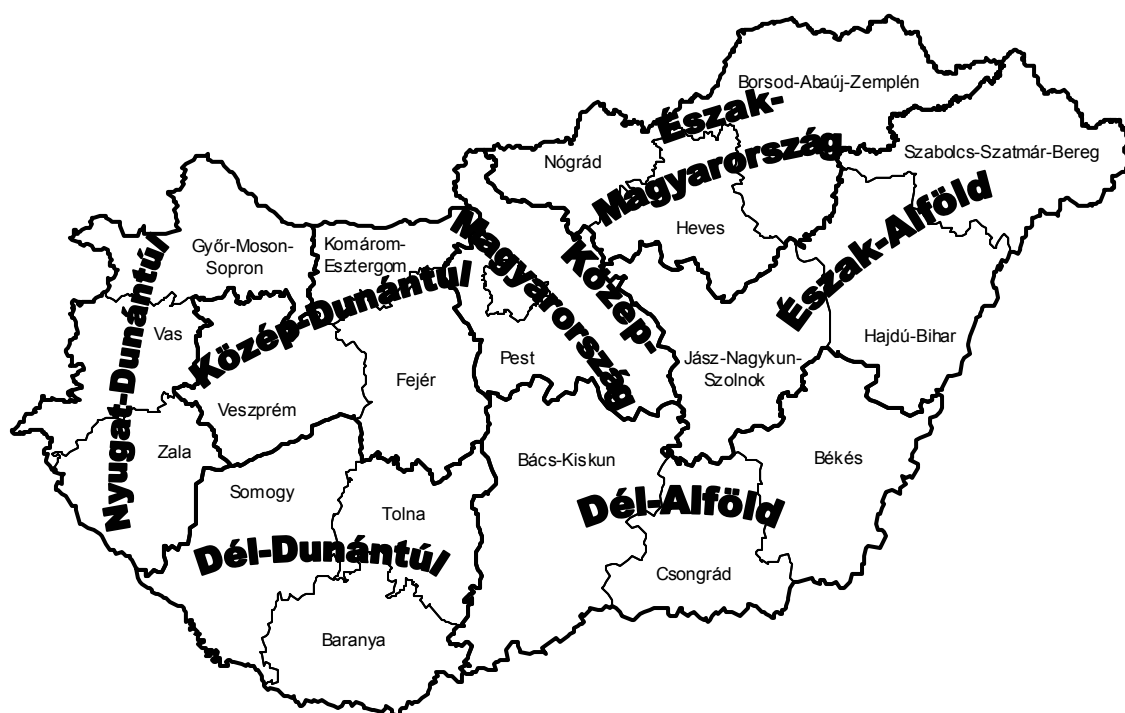 Borsod-Abaúj-Zemplén
Észak-
Magyarország
Nógrád
Szabolcs-Szatmár-Bereg
Heves
Észak-Alföld
Közép-
Magyarország
Győr-Moson-
Sopron
Komárom-
Esztergom
Nyugat-Dunántúl
Vas
Közép-Dunántúl
Pest
Jász-Nagykun-
Szolnok
Hajdú-Bihar
Fejér
Veszprém
Zala
Bács-Kiskun
Békés
Somogy
Tolna
Dél-Alföld
Dél-Dunántúl
Csongrád
Baranya